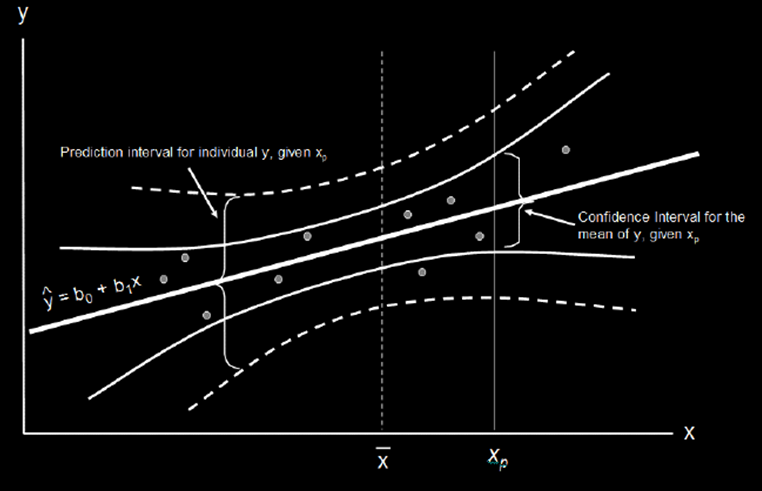 y
Prediction interval for individual y, given xₚ
Confidence Interval for the
mean of y, given xₚ
ŷ = b₀ + b₁x
x
x̄
xₚ